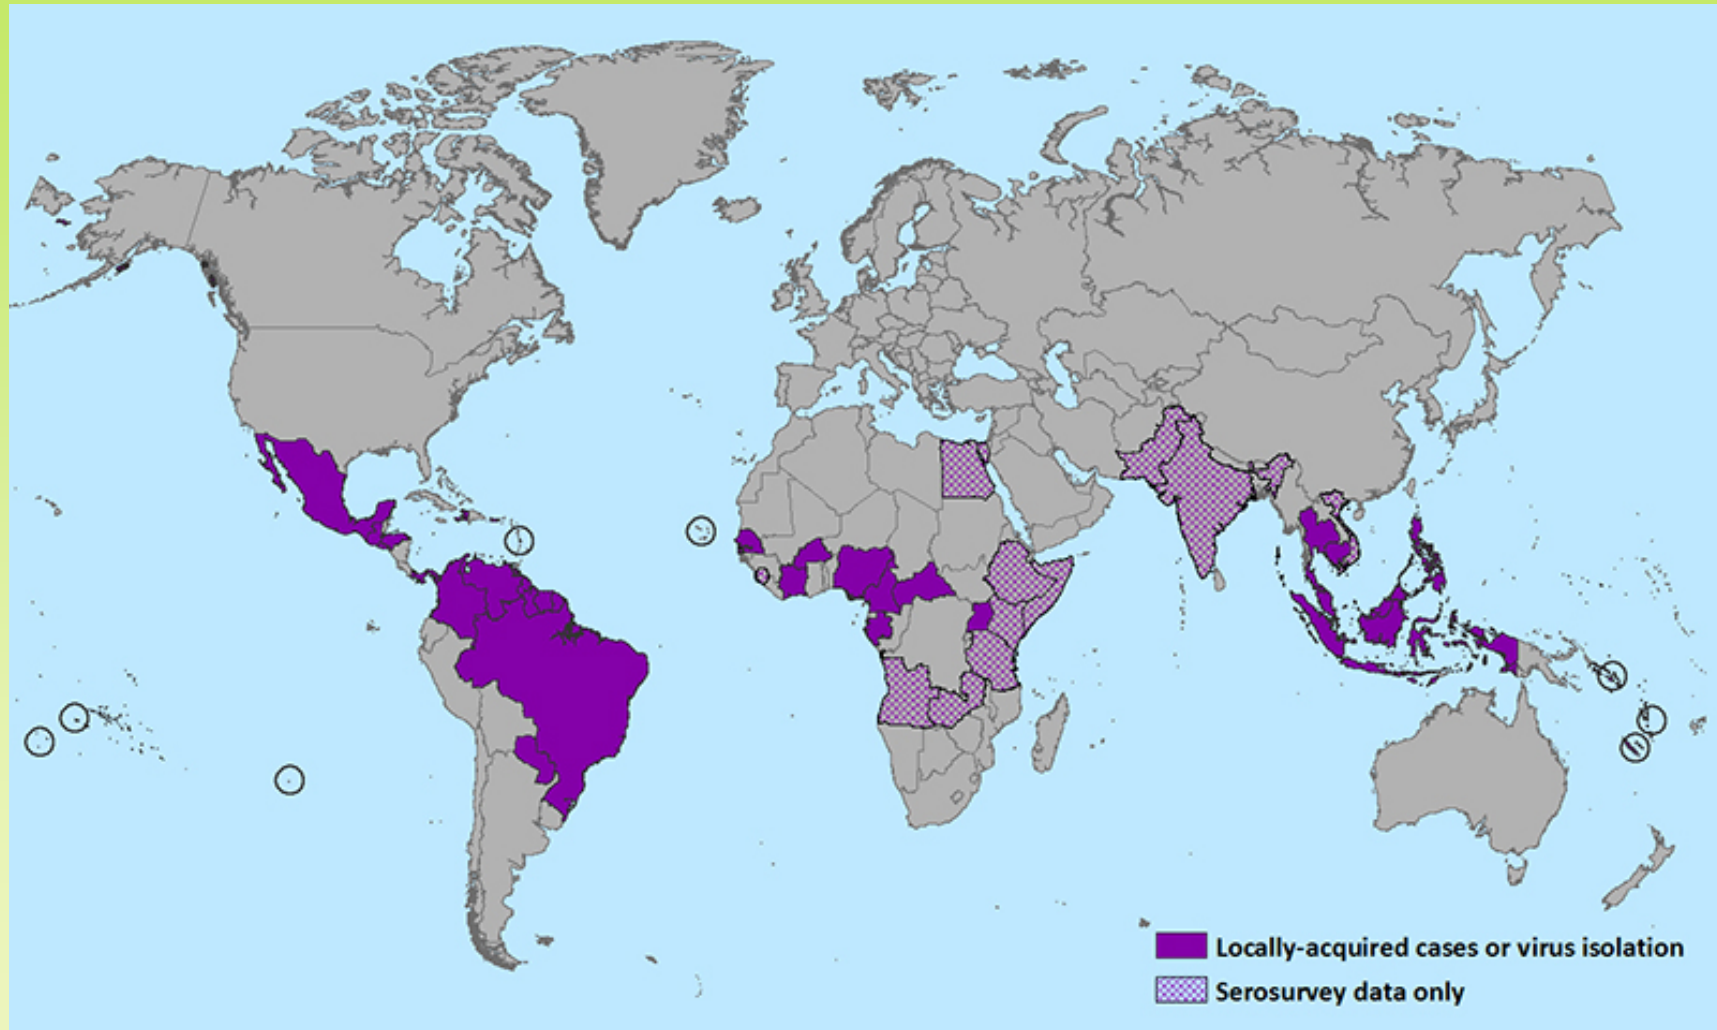 Locally-acquired cases or virus isolation
Serosurvey data only